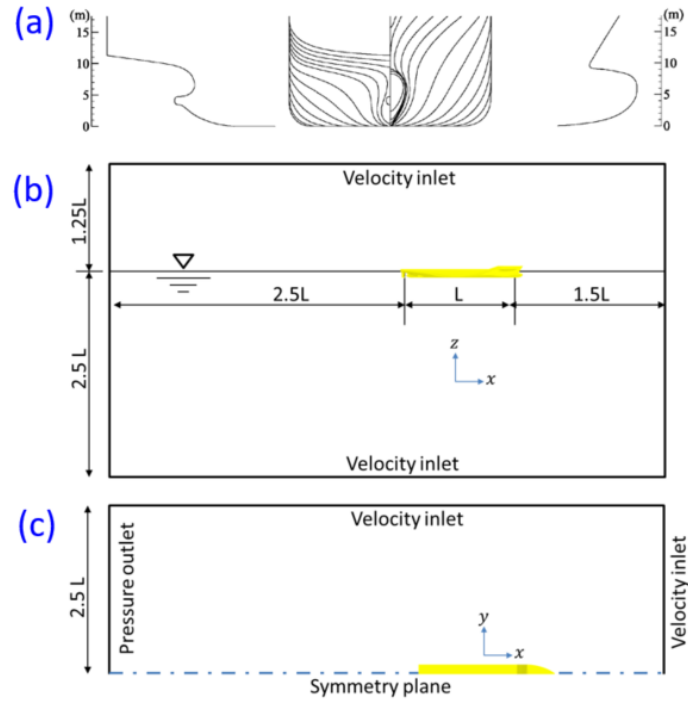 (a)
(m)
15
10
5
0
(m)
15
10
5
0
(b)
Velocity inlet
1.25L
2.5L
L
1.5L
2.5 L
z
x
Velocity inlet
(c)
Velocity inlet
2.5 L
Pressure outlet
Velocity inlet
y
x
Symmetry plane